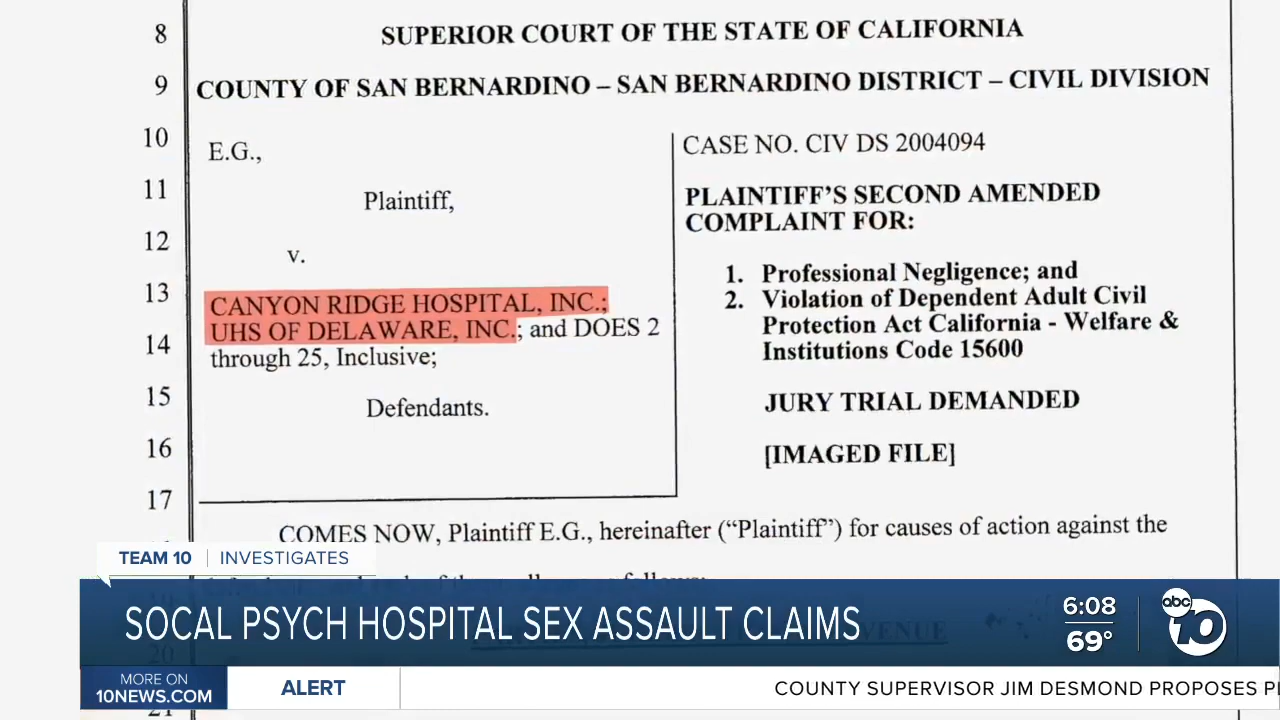 8
SUPERIOR COURT OF THE STATE OF CALIFORNIA
9
COUNTY OF SAN BERNARDINO – SAN BERNARDINO DISTRICT – CIVIL DIVISION
10
E.G.,
11
Plaintiff,
12
v.
13
CANYON RIDGE HOSPITAL, INC.;
UHS OF DELAWARE, INC.; and DOES 2
14
through 25, Inclusive;
15
Defendants.
16
17
CASE NO. CIV DS 2004094
PLAINTIFF'S SECOND AMENDED
COMPLAINT FOR:
1. Professional Negligence; and
2. Violation of Dependent Adult Civil
Protection Act California - Welfare &
Institutions Code 15600
JURY TRIAL DEMANDED
[IMAGED FILE]
COMES NOW, Plaintiff E.G., hereinafter ("Plaintiff") for causes of action against the
TEAM 10 | INVESTIGATES
SOCAL PSYCH HOSPITAL SEX ASSAULT CLAIMS
6:08
69°
abc
10
20
MORE ON
10NEWS.COM
ALERT
COUNTY SUPERVISOR JIM DESMOND PROPOSES
21